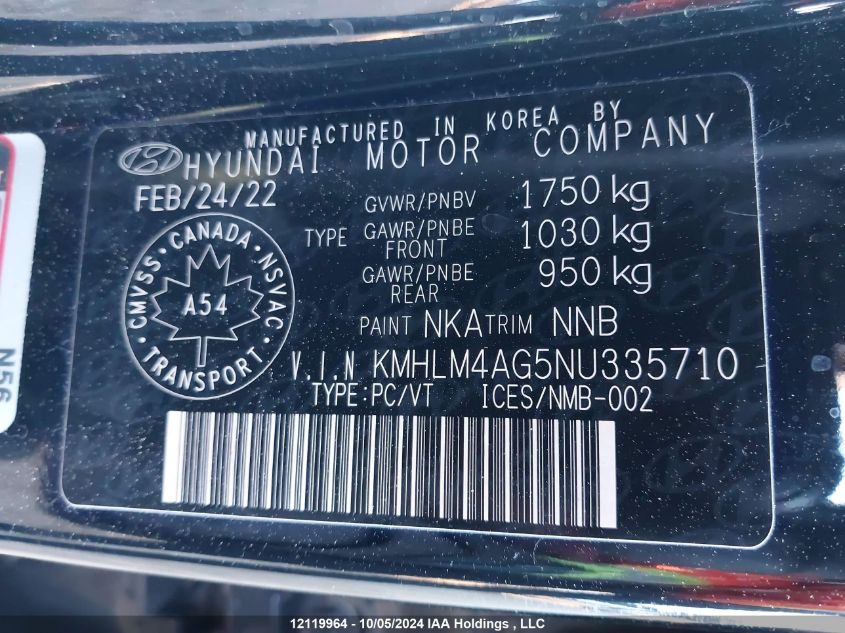 MANUFACTURED IN KOREA BY
HYUNDAI MOTOR COMPANY
FEB/24/22
GVWR/PNBV 1750 kg
TYPE GAWR/PNBE FRONT 1030 kg
GAWR/PNBE REAR 950 kg
PAINT NKA TRIM NNB
CMVSS · CANADA · NSVAC
A54
TRANSPORT
V.I.N KMHLM4AG5NU335710
TYPE:PC/VT ICES/NMB-002
N56
12119964 - 10/05/2024 IAA Holdings, LLC